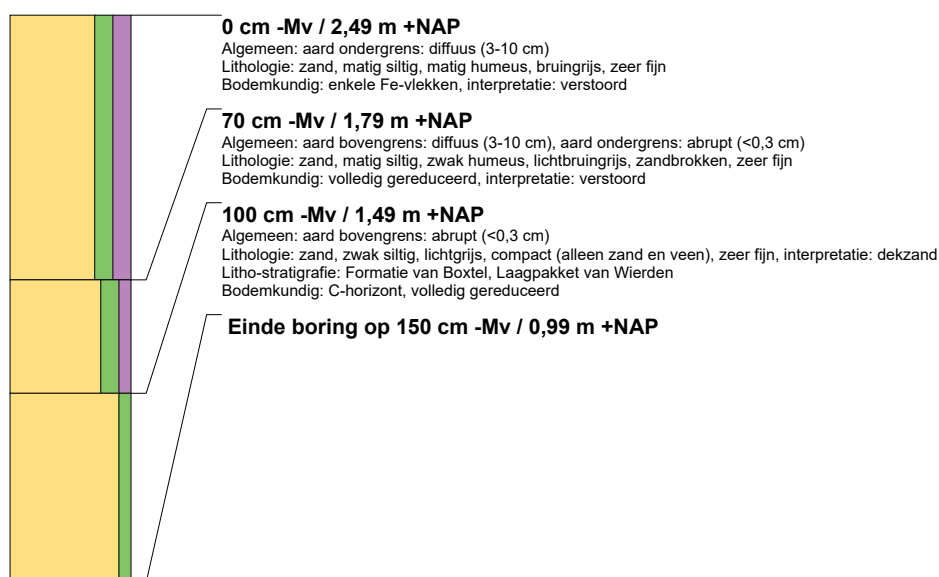 0 cm -Mv / 2,49 m +NAP
Algemeen: aard ondergrens: diffuus (3-10 cm)
Lithologie: zand, matig siltig, matig humeus, bruingrijs, zeer fijn
Bodemkundig: enkele Fe-vlekken, interpretatie: verstoord
70 cm -Mv / 1,79 m +NAP
Algemeen: aard bovengrens: diffuus (3-10 cm), aard ondergrens: abrupt (<0,3 cm)
Lithologie: zand, matig siltig, zwak humeus, lichtbruingrijs, zandbrokken, zeer fijn
Bodemkundig: volledig gereduceerd, interpretatie: verstoord
100 cm -Mv / 1,49 m +NAP
Algemeen: aard bovengrens: abrupt (<0,3 cm)
Lithologie: zand, zwak siltig, lichtgrijs, compact (alleen zand en veen), zeer fijn, interpretatie: dekzand
Litho-stratigrafie: Formatie van Boxtel, Laagpakket van Wierden
Bodemkundig: C-horizont, volledig gereduceerd
Einde boring op 150 cm -Mv / 0,99 m +NAP